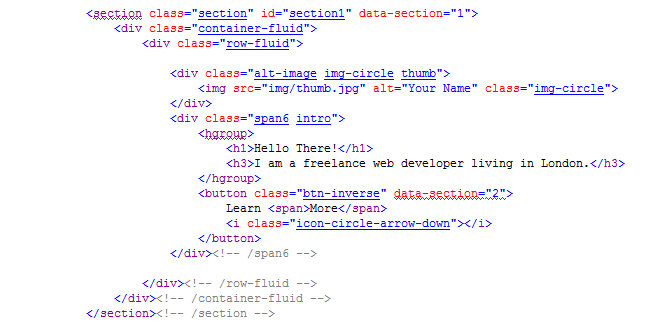 <section class="section" id="section1" data-section="1">
<div class="container-fluid">
<div class="row-fluid">
<div class="alt-image img-circle thumb">
<img src="img/thumb.jpg" alt="Your Name" class="img-circle">
</div>
<div class="span6 intro">
<hgroup>
<h1>Hello There!</h1>
<h3>I am a freelance web developer living in London.</h3>
</hgroup>
<button class="btn-inverse" data-section="2">
Learn <span>More</span>
<i class="icon-circle-arrow-down"></i>
</button>
</div><!-- /span6 -->
</div><!-- /row-fluid -->
</div><!-- /container-fluid -->
</section><!-- /section -->